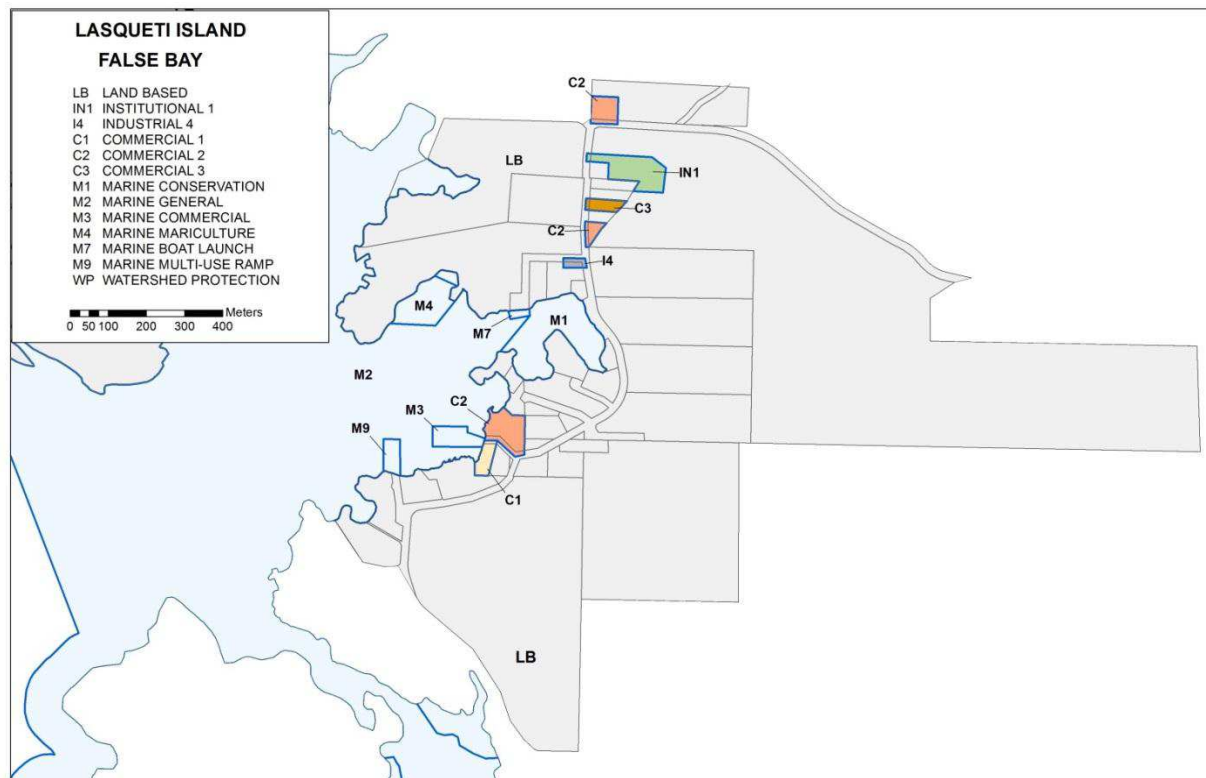 LASQUETI ISLAND
FALSE BAY
LB LAND BASED
IN1 INSTITUTIONAL 1
I4 INDUSTRIAL 4
C1 COMMERCIAL 1
C2 COMMERCIAL 2
C3 COMMERCIAL 3
M1 MARINE CONSERVATION
M2 MARINE GENERAL
M3 MARINE COMMERCIAL
M4 MARINE MARICULTURE
M7 MARINE BOAT LAUNCH
M9 MARINE MULTI-USE RAMP
WP WATERSHED PROTECTION
Meters
0 50 100 200 300 400
C2
LB
IN1
C3
C2
I4
M4
M1
M7
M2
C2
M3
M9
C1
LB